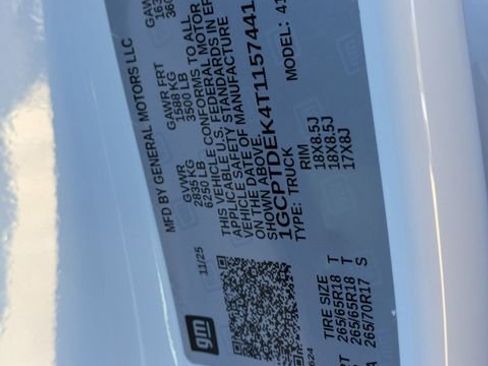 gm
11/25
MFD BY GENERAL MOTORS LLC
GVWR GAWR FRT GAWR
2835 KG 1588 KG
6250 LB 3500 LB
THIS VEHICLE CONFORMS TO ALL
APPLICABLE U.S. FEDERAL MOTOR
VEHICLE SAFETY STANDARDS IN
SHOWN ABOVE.
ON THE DATE OF MANUFACTURE
1GCPTDEK4T1157441
TYPE: TRUCK MODEL:
TIRE SIZE RIM
265/65R18 T 18X8.5J
265/65R18 T 18X8.5J
265/70R17 S 17X8J